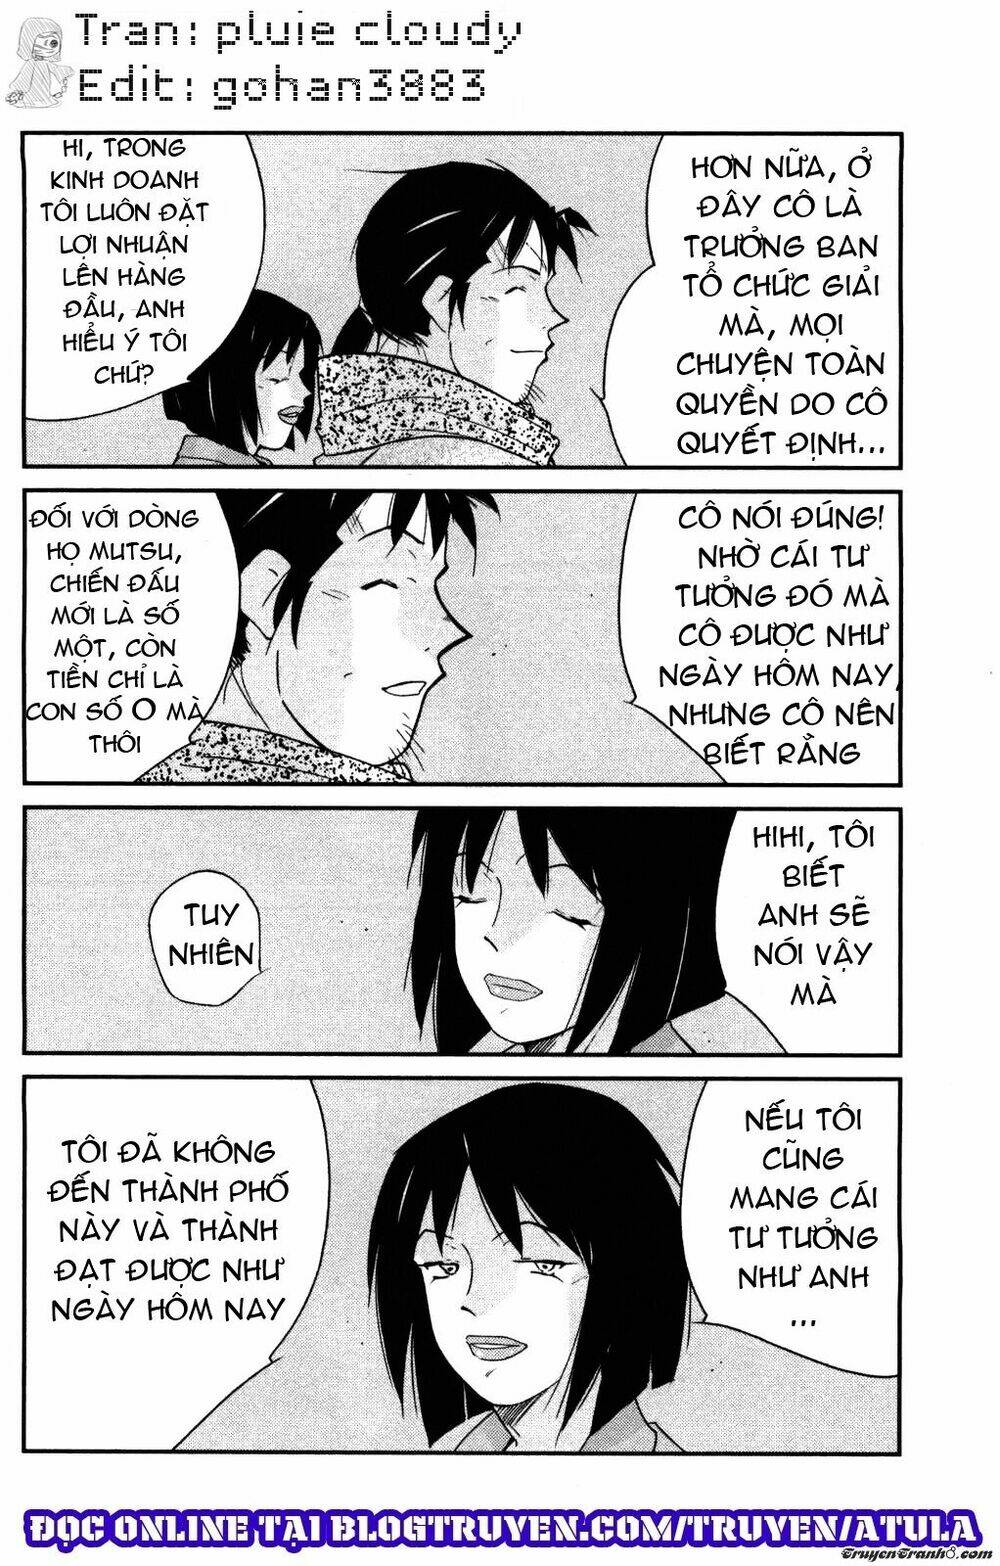 Tran: pluie cloudy
Edit: gohan3883
HƠN NỮA, Ở
ĐÂY CÔ LÀ
TRƯỞNG BAN
TỔ CHỨC GIẢI
MÀ, MỌI
CHUYỆN TOÀN
QUYỀN DO CÔ
QUYẾT ĐỊNH...
HI, TRONG
KINH DOANH
TÔI LUÔN ĐẶT
LỢI NHUẬN
LÊN HÀNG
ĐẦU, ANH
HIỂU Ý TÔI
CHỨ?
CÔ NÓI ĐÚNG!
NHỜ CÁI TƯ
TƯỞNG ĐÓ MÀ
CÔ ĐƯỢC NHƯ
NGÀY HÔM NAY
NHƯNG CÔ NÊN
BIẾT RẰNG
ĐỐI VỚI DÒNG
HỌ MUTSU,
CHIẾN ĐẤU
MỚI LÀ SỐ
MỘT, CÒN
TIỀN CHỈ LÀ
CON SỐ O MÀ
THÔI
HIHI, TÔI
BIẾT
ANH SẼ
NÓI VẬY
MÀ
TUY
NHIÊN
NẾU TÔI
CŨNG
MANG CÁI
TƯ TƯỞNG
NHƯ ANH
...
TÔI ĐÃ KHÔNG
ĐẾN THÀNH PHỐ
NÀY VÀ THÀNH
ĐẠT ĐƯỢC NHƯ
NGÀY HÔM NAY
ĐỌC ONLINE TẠI BLOGTRUYEN.COM/TRUYEN/ATULA
TruyenTranh8.com